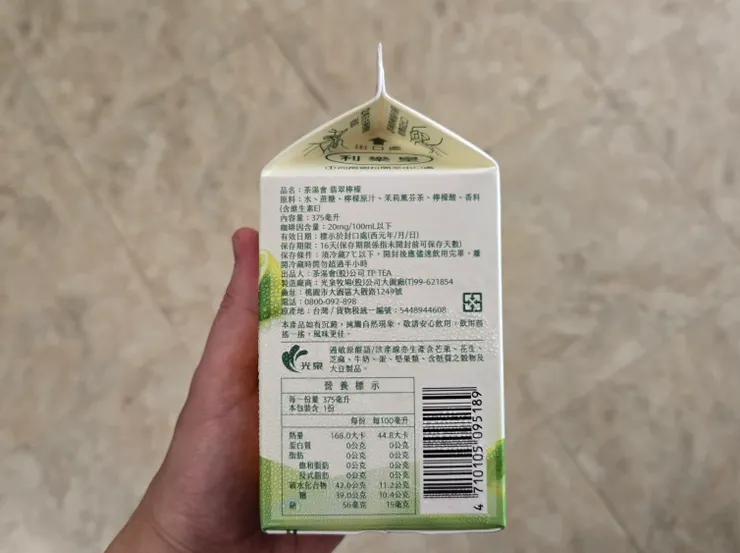 出口處
利樂皇
品名：茶湯會 翡翠檸檬
原料：水、蔗糖、檸檬原汁、茉莉薰芬茶、檸檬酸、香料
(含維生素E)
內容量：375毫升
咖啡因含量：20mg/100mL以下
有效日期：標示於封口處(西元年/月/日)
保存期限：16天(保存期限係指未開封前可保存天數)
保存條件：須冷藏7℃以下，開封後應儘速飲用完畢，離
開冷藏時間勿超過半小時
出品人：茶湯會(股)公司 TP TEA
製造廠商：光泉牧場(股)公司大園廠(T)99-621854
廠址：桃園市大園區大觀路1249號
電話：0800-092-898
原產地：台灣/貨物稅統一編號：5448944608
本產品如有沉澱，純屬自然現象，敬請安心飲用，飲用前
搖一搖，風味更佳。
光泉
過敏原醒語/該產線亦生產含芒果、花生、
芝麻、牛奶、蛋、堅果類、含麩質之穀物及
大豆製品。
營養標示
每一份量 375毫升
本包裝含 1份
每份 每100毫升
熱量 168.0大卡 44.8大卡
蛋白質 0公克 0公克
脂肪 0公克 0公克
飽和脂肪 0公克 0公克
反式脂肪 0公克 0公克
碳水化合物 42.0公克 11.2公克
糖 39.0公克 10.4公克
鈉 56毫克 15毫克
4 710105 095189